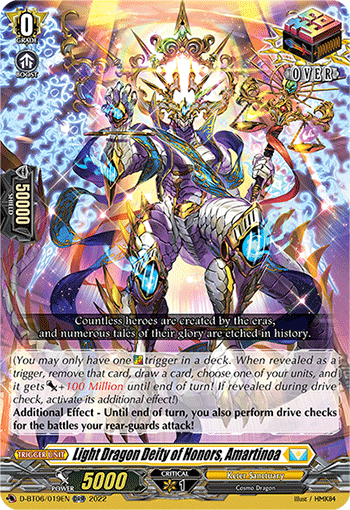 0
GRADE
BOOST
OVER
50000
SHIELD
Countless heroes are created by the eras,
and numerous tales of their glory are etched in history.
(You may only have one trigger in a deck. When revealed as a
trigger, remove that card, draw a card, choose one of your units, and
it gets +100 Million until end of turn! If revealed during drive
check, activate its additional effect!)
Additional Effect - Until end of turn, you also perform drive checks
for the battles your rear-guards attack!
TRIGGER UNIT
Light Dragon Deity of Honors, Amartinoa
POWER 5000
CRITICAL
1
Keter Sanctuary
Cosmo Dragon
D-BT06/019EN 2022
Illust / HMK84